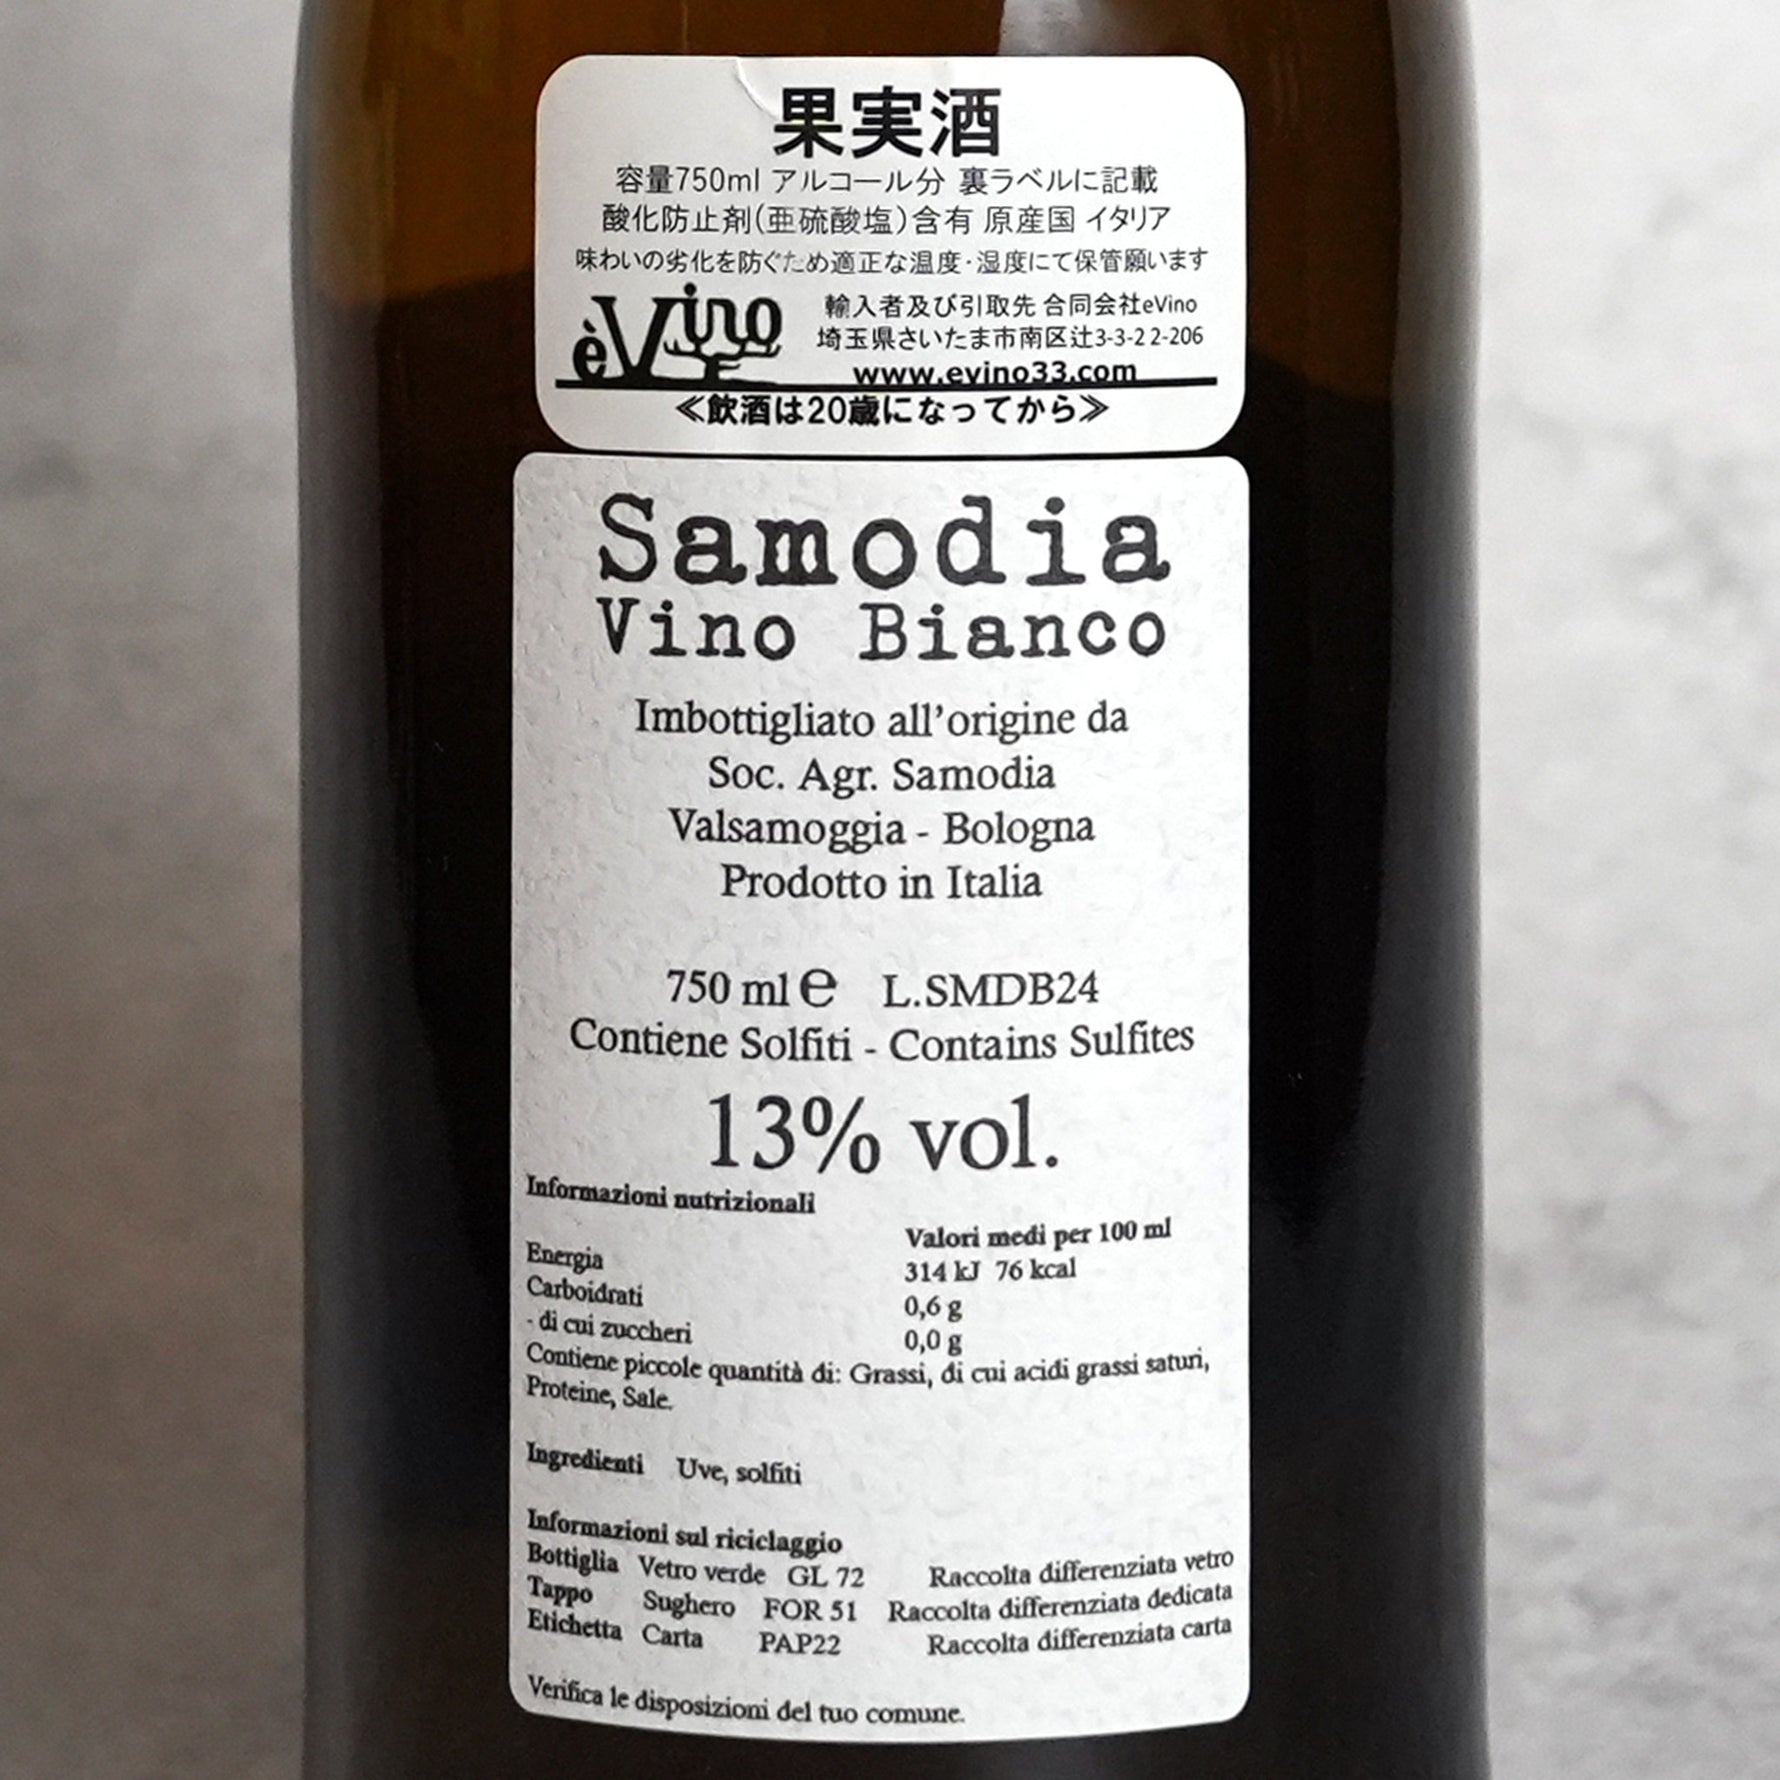 果実酒
容量750ml アルコール分 裏ラベルに記載
酸化防止剤(亜硫酸塩)含有 原産国 イタリア
味わいの劣化を防ぐため適正な温度・湿度にて保管願います
èVino
輸入者及び引取先 合同会社eVino
埼玉県さいたま市南区辻3-3-22-206
www.evino33.com
≪飲酒は20歳になってから≫
Samodia
Vino Bianco
Imbottigliato all'origine da
Soc. Agr. Samodia
Valsamoggia - Bologna
Prodotto in Italia
750 ml e L.SMDB24
Contiene Solfiti - Contains Sulfites
13% vol.
Informazioni nutrizionali
Valori medi per 100 ml
Energia 314 kJ 76 kcal
Carboidrati 0,6 g
- di cui zuccheri 0,0 g
Contiene piccole quantità di: Grassi, di cui acidi grassi saturi,
Proteine, Sale.
Ingredienti Uve, solfiti
Informazioni sul riciclaggio
Bottiglia Vetro verde GL 72 Raccolta differenziata vetro
Tappo Sughero FOR 51 Raccolta differenziata dedicata
Etichetta Carta PAP22 Raccolta differenziata carta
Verifica le disposizioni del tuo comune.